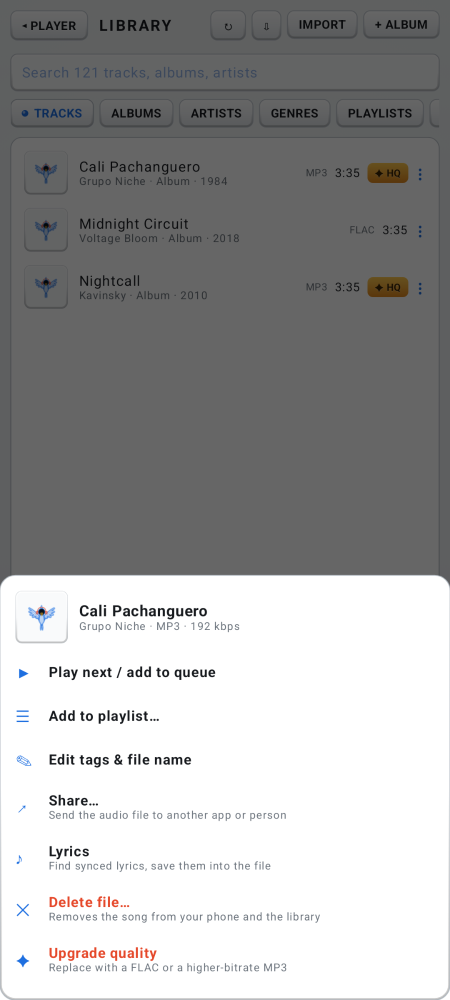 ◂ PLAYER LIBRARY ↻ ⇩ IMPORT + ALBUM
Search 121 tracks, albums, artists
TRACKS ALBUMS ARTISTS GENRES PLAYLISTS
Cali Pachanguero MP3 3:35 ✦ HQ
Grupo Niche · Album · 1984
Midnight Circuit FLAC 3:35
Voltage Bloom · Album · 2018
Nightcall MP3 3:35 ✦ HQ
Kavinsky · Album · 2010
Cali Pachanguero
Grupo Niche · MP3 · 192 kbps
Play next / add to queue
Add to playlist…
Edit tags & file name
Share…
Send the audio file to another app or person
Lyrics
Find synced lyrics, save them into the file
Delete file…
Removes the song from your phone and the library
Upgrade quality
Replace with a FLAC or a higher-bitrate MP3